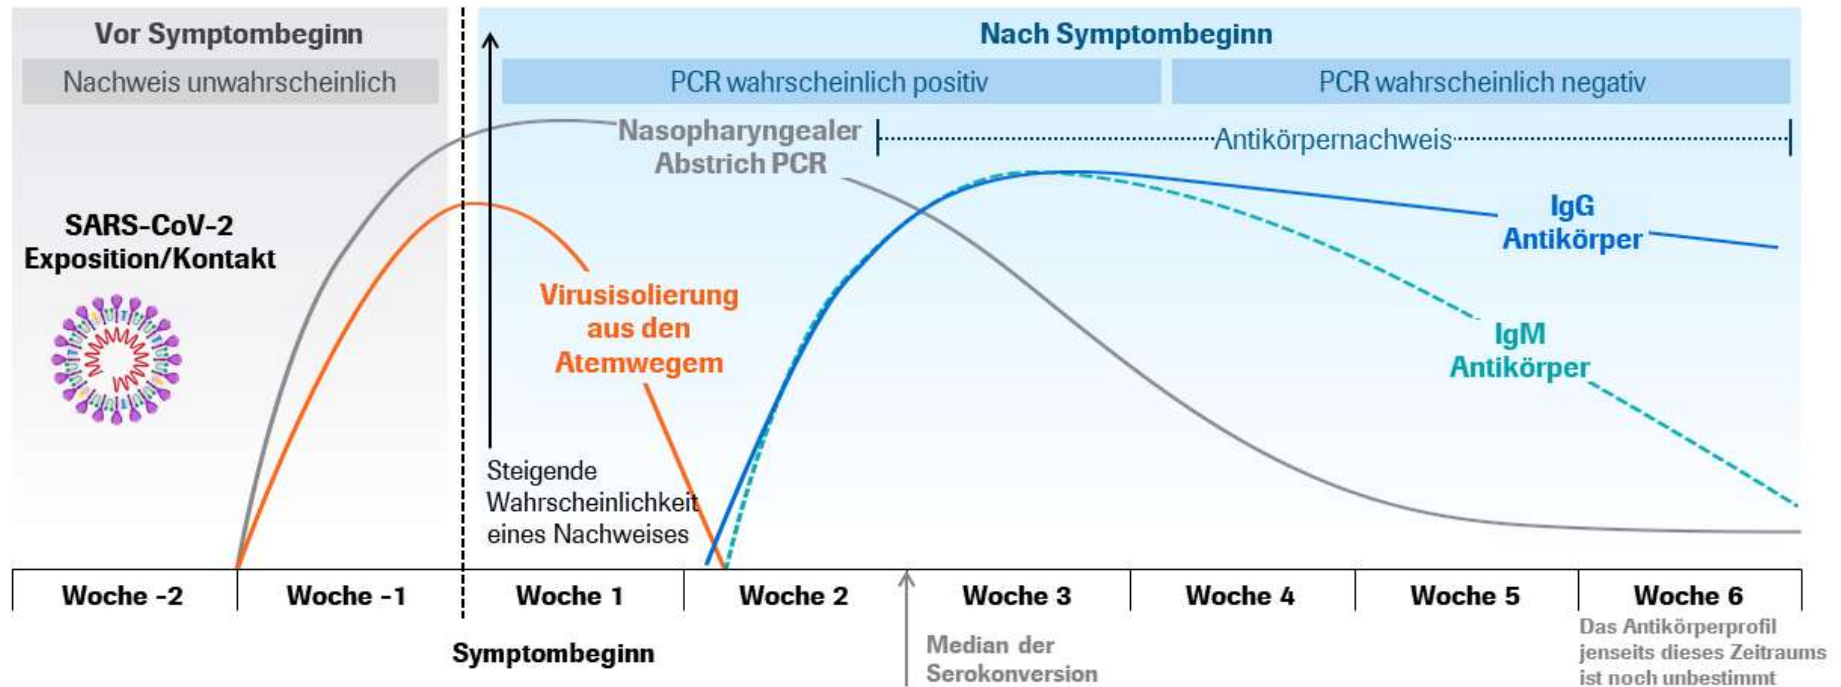 Vor Symptombeginn
Nach Symptombeginn
Nachweis unwahrscheinlich
PCR wahrscheinlich positiv
PCR wahrscheinlich negativ
Nasopharyngealer
Abstrich PCR
Antikörpernachweis
SARS-CoV-2
Exposition/Kontakt
IgG
Antikörper
Virusisolierung
aus den
Atemwegem
IgM
Antikörper
Steigende
Wahrscheinlichkeit
eines Nachweises
Woche -2
Woche -1
Woche 1
Woche 2
Woche 3
Woche 4
Woche 5
Woche 6
Symptombeginn
Median der
Serokonversion
Das Antikörperprofil
jenseits dieses Zeitraums
ist noch unbestimmt